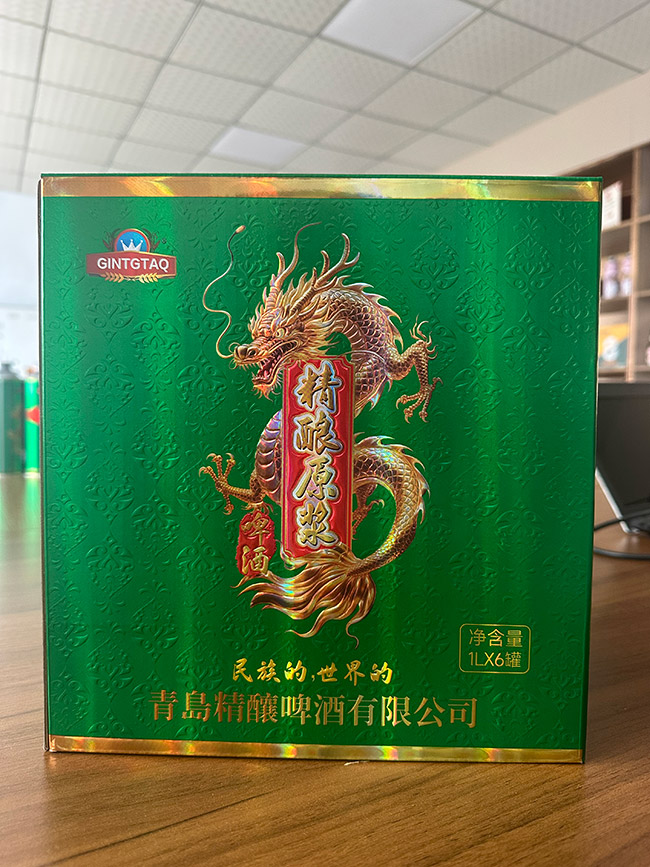 GINTGTAQ
精酿原浆
啤酒
净含量
1LX6罐
民族的,世界的
青島精釀啤酒有限公司